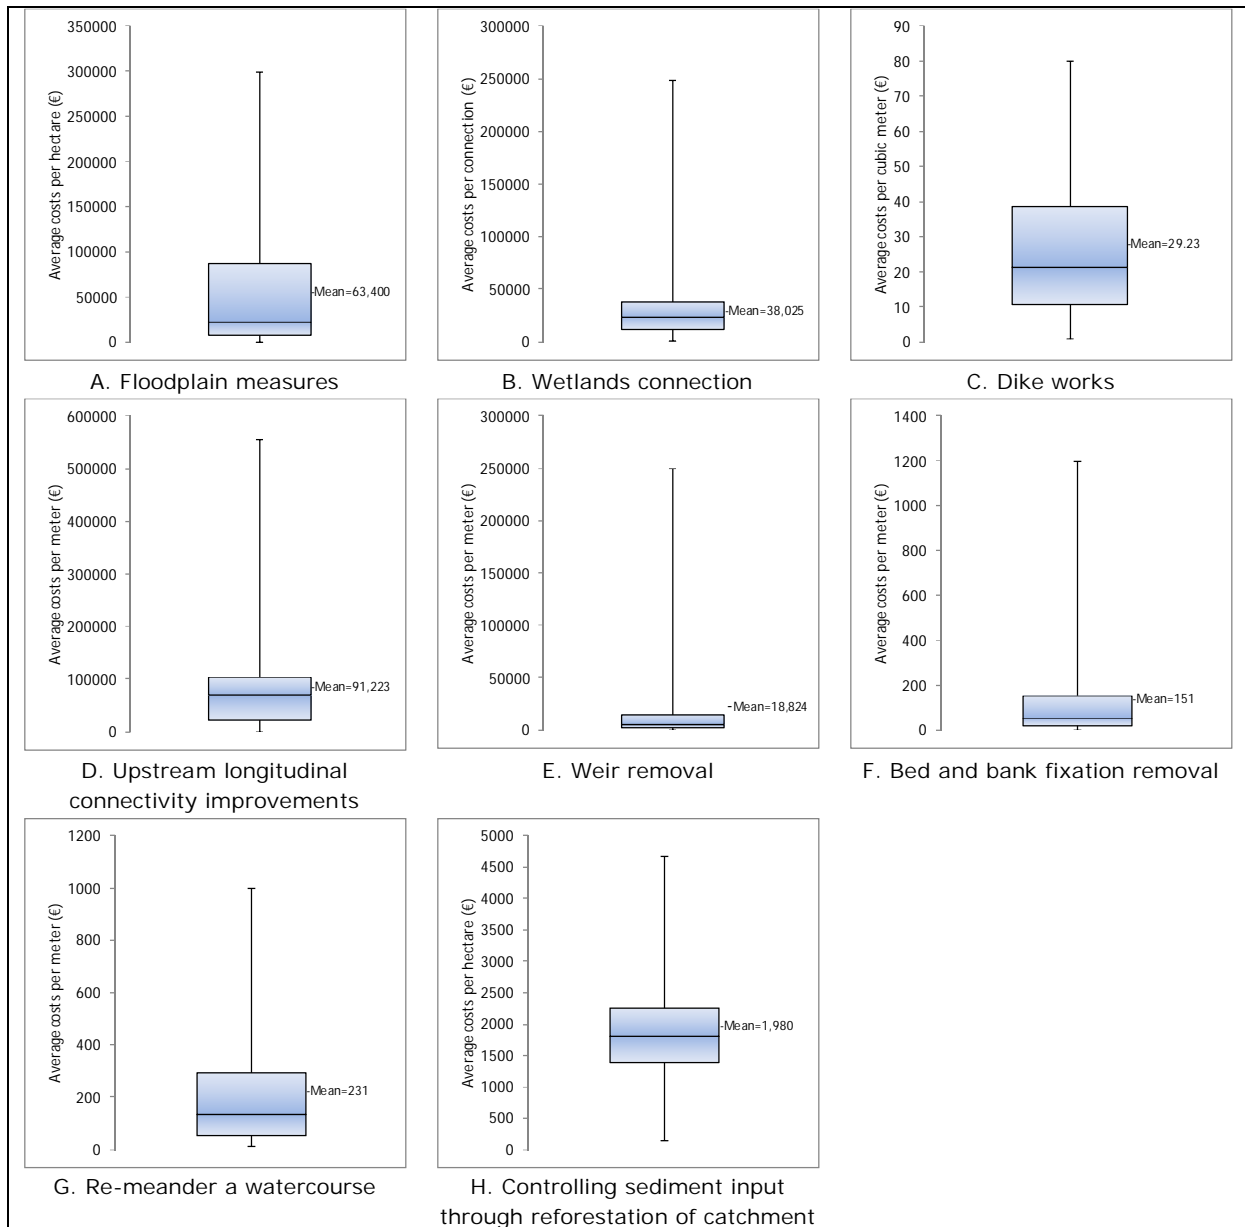 Average costs per hectare (€)
350000
300000
250000
200000
150000
100000
50000
0
Mean=63,400
A. Floodplain measures
Average costs per connection (€)
300000
250000
200000
150000
100000
50000
0
Mean=38,025
B. Wetlands connection
Average costs per cubic meter (€)
90
80
70
60
50
40
30
20
10
0
Mean=29.23
C. Dike works
Average costs per meter (€)
600000
500000
400000
300000
200000
100000
0
Mean=91,223
D. Upstream longitudinal
connectivity improvements
Average costs per meter (€)
300000
250000
200000
150000
100000
50000
0
Mean=18,824
E. Weir removal
Average costs per meter (€)
1400
1200
1000
800
600
400
200
0
Mean=151
F. Bed and bank fixation removal
Average costs per meter (€)
1200
1000
800
600
400
200
0
Mean=231
G. Re-meander a watercourse
Average costs per hectare (€)
5000
4500
4000
3500
3000
2500
2000
1500
1000
500
0
Mean=1,980
H. Controlling sediment input
through reforestation of catchment